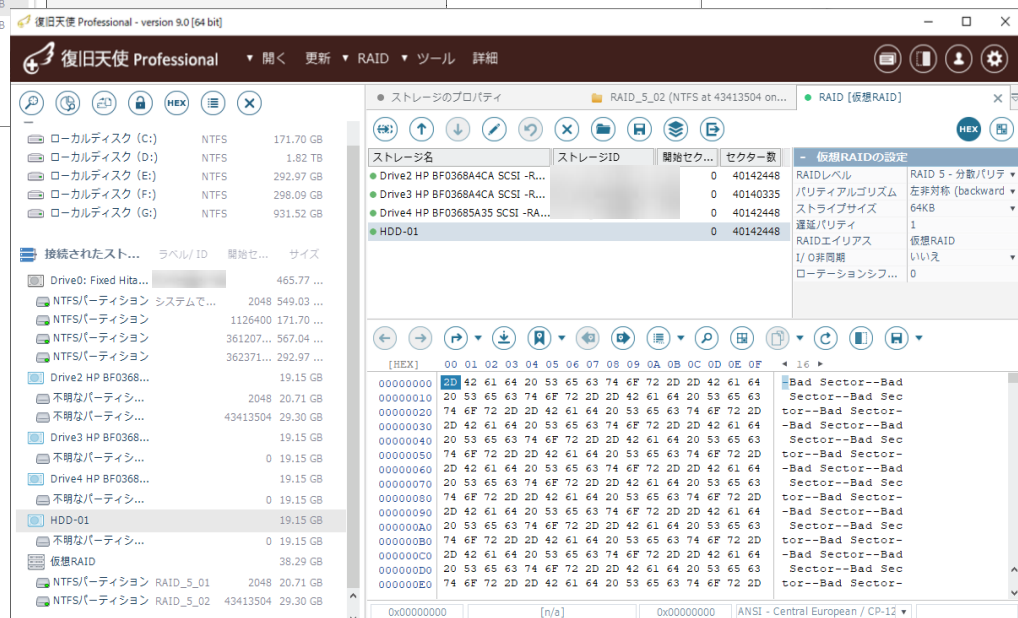 復旧天使 Professional - version 9.0 [64 bit]
復旧天使 Professional ▼ 開く 更新 ▼ RAID ▼ ツール 詳細
HEX
ローカルディスク (C:) NTFS 171.70 GB
ローカルディスク (D:) NTFS 1.82 TB
ローカルディスク (E:) NTFS 292.97 GB
ローカルディスク (F:) NTFS 298.09 GB
ローカルディスク (G:) NTFS 931.52 GB
接続されたスト... ラベル/ ID 開始セ... サイズ
Drive0: Fixed Hita... 465.77 ...
NTFSパーティション システムで... 2048 549.03 ...
NTFSパーティション 1126400 171.70 ...
NTFSパーティション 361207... 567.04 ...
NTFSパーティション 362371... 292.97 ...
Drive2 HP BF0368... 19.15 GB
不明なパーティシ... 2048 20.71 GB
不明なパーティシ... 43413504 29.30 GB
Drive3 HP BF0368... 19.15 GB
不明なパーティシ... 0 19.15 GB
Drive4 HP BF0368... 19.15 GB
不明なパーティシ... 0 19.15 GB
HDD-01 19.15 GB
不明なパーティシ... 0 19.15 GB
仮想RAID 38.29 GB
NTFSパーティション RAID_5_01 2048 20.71 GB
NTFSパーティション RAID_5_02 43413504 29.30 GB
ストレージのプロパティ RAID_5_02 (NTFS at 43413504 on... RAID [仮想RAID]
HEX
ストレージ名 ストレージID 開始セク... セクター数
Drive2 HP BF0368A4CA SCSI -R... 0 40142448
Drive3 HP BF0368A4CA SCSI -R... 0 40140335
Drive4 HP BF03685A35 SCSI -RA... 0 40142448
HDD-01 0 40142448
- 仮想RAIDの設定
RAIDレベル RAID 5 - 分散パリテ
パリティアルゴリズム 左非対称 (backward
ストライプサイズ 64KB
遅延パリティ 1
RAIDエイリアス 仮想RAID
I/ O非同期 いいえ
ローテーションシフ... 0
[HEX] 00 01 02 03 04 05 06 07 08 09 0A 0B 0C 0D 0E 0F 16
00000000 2D 42 61 64 20 53 65 63 74 6F 72 2D 2D 42 61 64 -Bad Sector--Bad
00000010 20 53 65 63 74 6F 72 2D 2D 42 61 64 20 53 65 63 Sector--Bad Sec
00000020 74 6F 72 2D 2D 42 61 64 20 53 65 63 74 6F 72 2D tor--Bad Sector-
00000030 2D 42 61 64 20 53 65 63 74 6F 72 2D 2D 42 61 64 -Bad Sector--Bad
00000040 20 53 65 63 74 6F 72 2D 2D 42 61 64 20 53 65 63 Sector--Bad Sec
00000050 74 6F 72 2D 2D 42 61 64 20 53 65 63 74 6F 72 2D tor--Bad Sector-
00000060 2D 42 61 64 20 53 65 63 74 6F 72 2D 2D 42 61 64 -Bad Sector--Bad
00000070 20 53 65 63 74 6F 72 2D 2D 42 61 64 20 53 65 63 Sector--Bad Sec
00000080 74 6F 72 2D 2D 42 61 64 20 53 65 63 74 6F 72 2D tor--Bad Sector-
00000090 2D 42 61 64 20 53 65 63 74 6F 72 2D 2D 42 61 64 -Bad Sector--Bad
000000A0 20 53 65 63 74 6F 72 2D 2D 42 61 64 20 53 65 63 Sector--Bad Sec
000000B0 74 6F 72 2D 2D 42 61 64 20 53 65 63 74 6F 72 2D tor--Bad Sector-
000000C0 2D 42 61 64 20 53 65 63 74 6F 72 2D 2D 42 61 64 -Bad Sector--Bad
000000D0 20 53 65 63 74 6F 72 2D 2D 42 61 64 20 53 65 63 Sector--Bad Sec
000000E0 74 6F 72 2D 2D 42 61 64 20 53 65 63 74 6F 72 2D tor--Bad Sector-
0x00000000 [n/a] 0x00000000 ANSI - Central European / CP-12